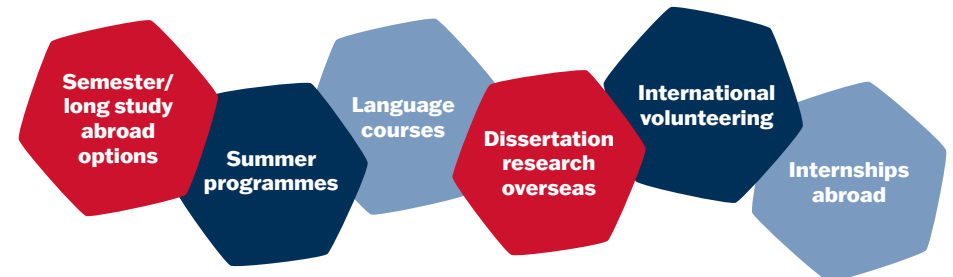 Semester/
long study
abroad
options
Summer
programmes
Language
courses
Dissertation
research
overseas
International
volunteering
Internships
abroad